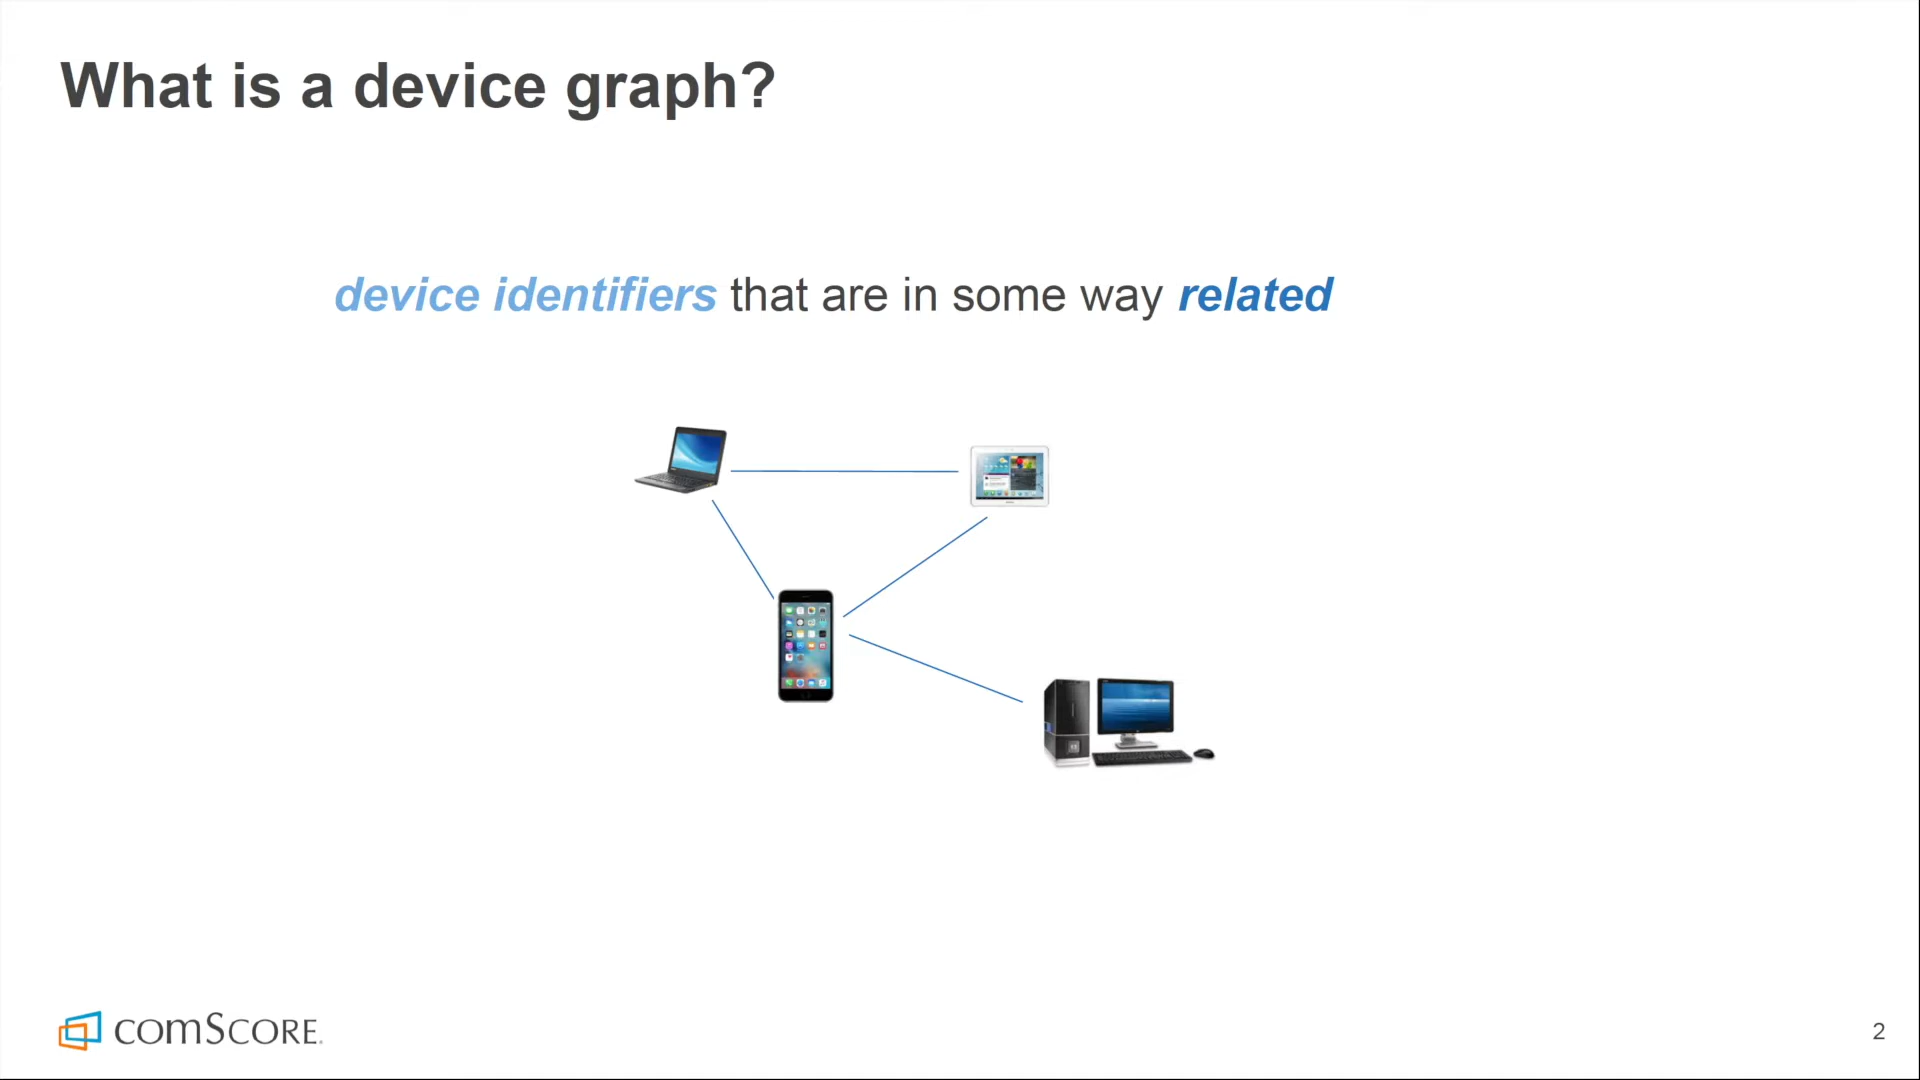 What is a device graph?
device identifiers that are in some way related
comScore.
2